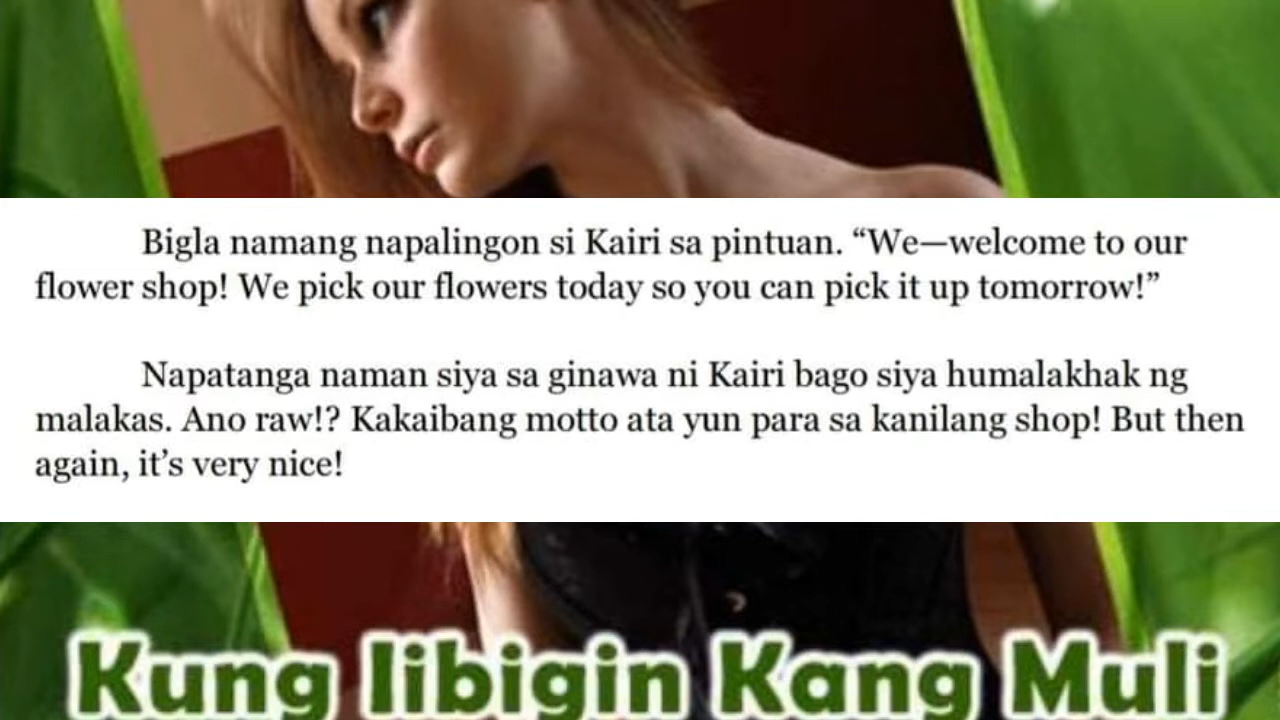 Bigla namang napalingon si Kairi sa pintuan. “We—welcome to our
flower shop! We pick our flowers today so you can pick it up tomorrow!”
Napatanga naman siya sa ginawa ni Kairi bago siya humalakhak ng
malakas. Ano raw!? Kakaibang motto ata yun para sa kanilang shop! But then
again, it’s very nice!
Kung Iibigin Kang Muli